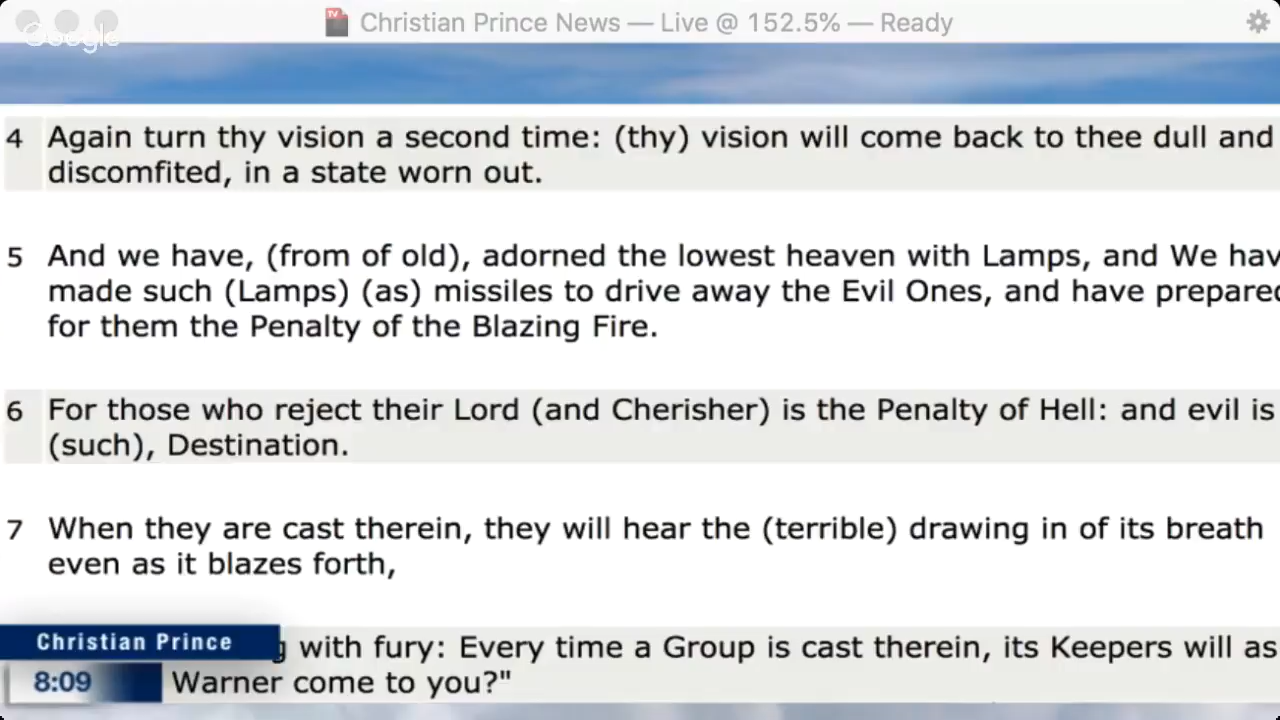 Christian Prince News — Live @ 152.5% — Ready
Google
4 Again turn thy vision a second time: (thy) vision will come back to thee dull and
discomfited, in a state worn out.
5 And we have, (from of old), adorned the lowest heaven with Lamps, and We hav
made such (Lamps) (as) missiles to drive away the Evil Ones, and have prepared
for them the Penalty of the Blazing Fire.
6 For those who reject their Lord (and Cherisher) is the Penalty of Hell: and evil is
(such), Destination.
7 When they are cast therein, they will hear the (terrible) drawing in of its breath
even as it blazes forth,
Christian Prince
g with fury: Every time a Group is cast therein, its Keepers will as
8:09
Warner come to you?"